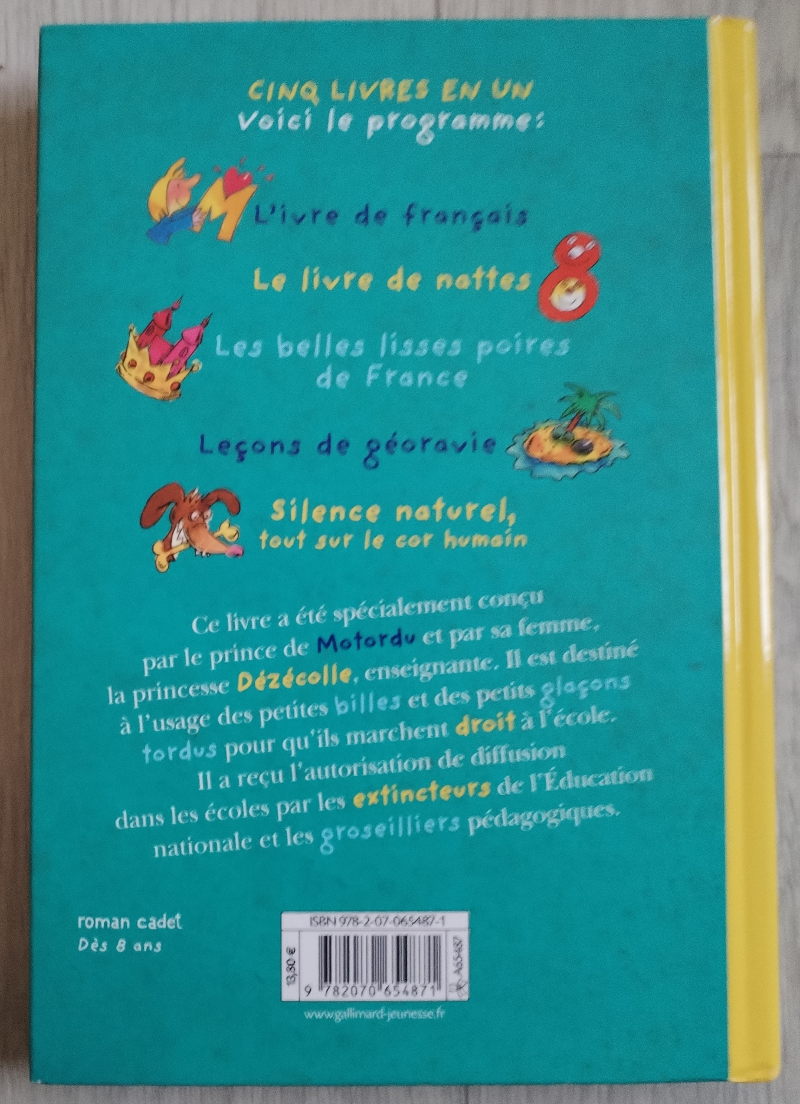 CINQ LIVRES EN UN
Voici le programme:
M L'ivre de français
Le livre de nattes 8
Les belles lisses poires
de France
Leçons de géoravie
Silence naturel,
tout sur le cor humain
Ce livre a été spécialement conçu
par le prince de Motordu et par sa femme,
la princesse Dézécolle, enseignante. Il est destiné
à l'usage des petites billes et des petits glaçons
tordus pour qu'ils marchent droit à l'école.
Il a reçu l'autorisation de diffusion
dans les écoles par les extincteurs de l'Éducation
nationale et les groseilliers pédagogiques.
roman cadet
Dès 8 ans
ISBN 978-2-07-065487-1
13,80 €
A65487
9 782070 654871
www.gallimard-jeunesse.fr